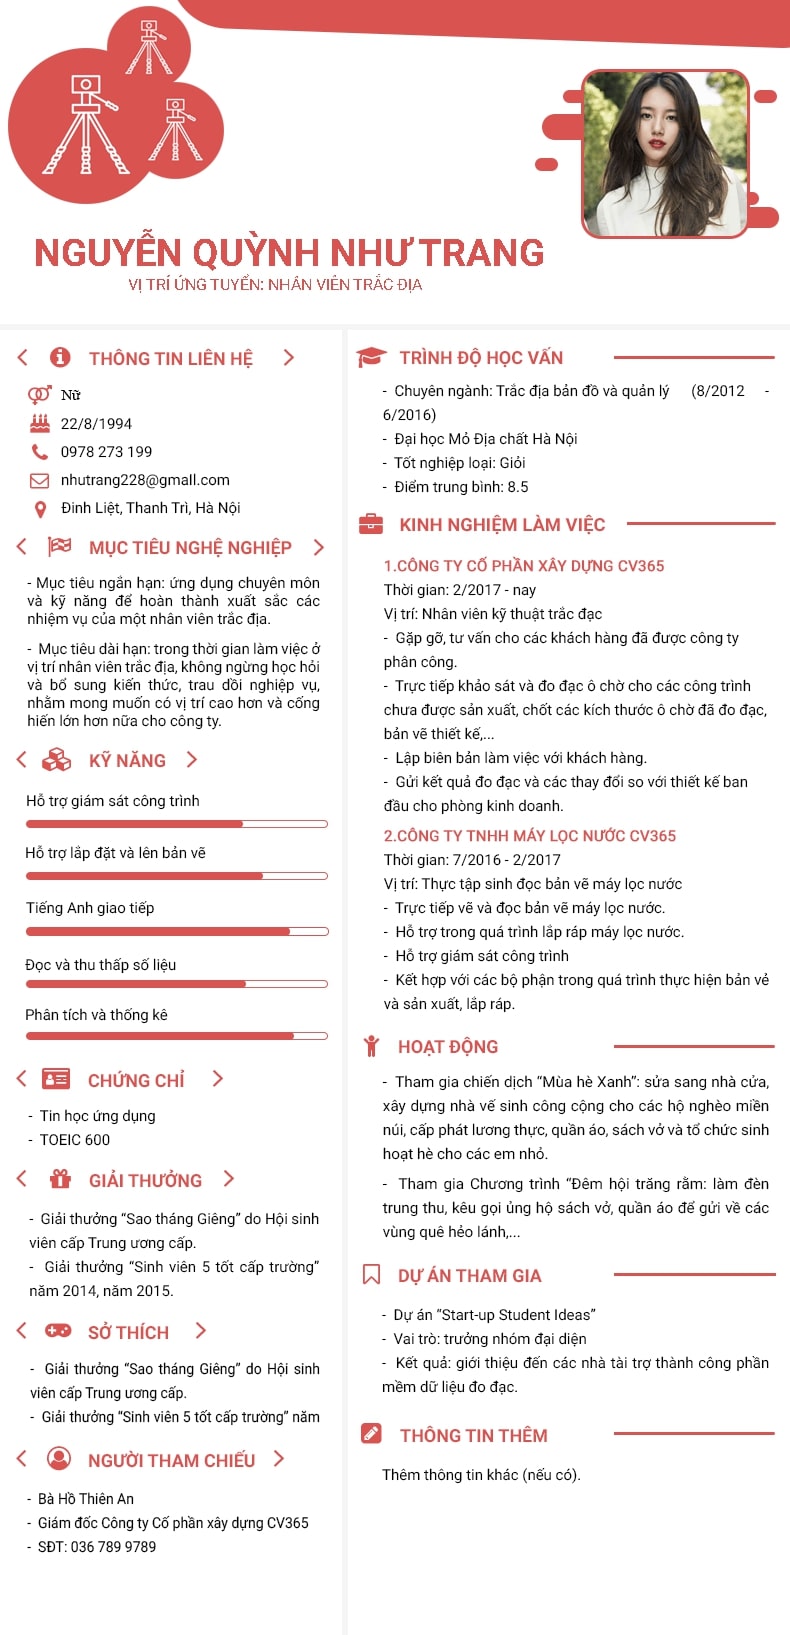 NGUYỄN QUỲNH NHƯ TRANG
VỊ TRÍ ỨNG TUYỂN: NHÂN VIÊN TRẮC ĐỊA
THÔNG TIN LIÊN HỆ
Nữ
22/8/1994
0978 273 199
nhutrang228@gmall.com
Đinh Liệt, Thanh Trì, Hà Nội
MỤC TIÊU NGHỀ NGHIỆP
- Mục tiêu ngắn hạn: ứng dụng chuyên môn
và kỹ năng để hoàn thành xuất sắc các
nhiệm vụ của một nhân viên trắc địa.
- Mục tiêu dài hạn: trong thời gian làm việc ở
vị trí nhân viên trắc địa, không ngừng học hỏi
và bổ sung kiến thức, trau dồi nghiệp vụ,
nhằm mong muốn có vị trí cao hơn và cống
hiến lớn hơn nữa cho công ty.
KỸ NĂNG
Hỗ trợ giám sát công trình
Hỗ trợ lắp đặt và lên bản vẽ
Tiếng Anh giao tiếp
Đọc và thu thập số liệu
Phân tích và thống kê
CHỨNG CHỈ
- Tin học ứng dụng
- TOEIC 600
GIẢI THƯỞNG
- Giải thưởng “Sao tháng Giêng” do Hội sinh
viên cấp Trung ương cấp.
- Giải thưởng “Sinh viên 5 tốt cấp trường”
năm 2014, năm 2015.
SỞ THÍCH
- Giải thưởng “Sao tháng Giêng” do Hội sinh
viên cấp Trung ương cấp.
- Giải thưởng “Sinh viên 5 tốt cấp trường” năm
NGƯỜI THAM CHIẾU
- Bà Hồ Thiên An
- Giám đốc Công ty Cổ phần xây dựng CV365
- SĐT: 036 789 9789
TRÌNH ĐỘ HỌC VẤN
- Chuyên ngành: Trắc địa bản đồ và quản lý (8/2012 -
6/2016)
- Đại học Mỏ Địa chất Hà Nội
- Tốt nghiệp loại: Giỏi
- Điểm trung bình: 8.5
KINH NGHIỆM LÀM VIỆC
1.CÔNG TY CỔ PHẦN XÂY DỰNG CV365
Thời gian: 2/2017 - nay
Vị trí: Nhân viên kỹ thuật trắc đạc
- Gặp gỡ, tư vấn cho các khách hàng đã được công ty
phân công.
- Trực tiếp khảo sát và đo đạc ô chờ cho các công trình
chưa được sản xuất, chốt các kích thước ô chờ đã đo đạc,
bản vẽ thiết kế,...
- Lập biên bản làm việc với khách hàng.
- Gửi kết quả đo đạc và các thay đổi so với thiết kế ban
đầu cho phòng kinh doanh.
2.CÔNG TY TNHH MÁY LỌC NƯỚC CV365
Thời gian: 7/2016 - 2/2017
Vị trí: Thực tập sinh đọc bản vẽ máy lọc nước
- Trực tiếp vẽ và đọc bản vẽ máy lọc nước.
- Hỗ trợ trong quá trình lắp ráp máy lọc nước.
- Hỗ trợ giám sát công trình
- Kết hợp với các bộ phận trong quá trình thực hiện bản vẻ
và sản xuất, lắp ráp.
HOẠT ĐỘNG
- Tham gia chiến dịch “Mùa hè Xanh”: sửa sang nhà cửa,
xây dựng nhà vế sinh công cộng cho các hộ nghèo miền
núi, cấp phát lương thực, quần áo, sách vở và tổ chức sinh
hoạt hè cho các em nhỏ.
- Tham gia Chương trình “Đêm hội trăng rằm: làm đèn
trung thu, kêu gọi ủng hộ sách vở, quần áo để gửi về các
vùng quê hẻo lánh,...
DỰ ÁN THAM GIA
- Dự án “Start-up Student Ideas”
- Vai trò: trưởng nhóm đại diện
- Kết quả: giới thiệu đến các nhà tài trợ thành công phần
mềm dữ liệu đo đạc.
THÔNG TIN THÊM
Thêm thông tin khác (nếu có).